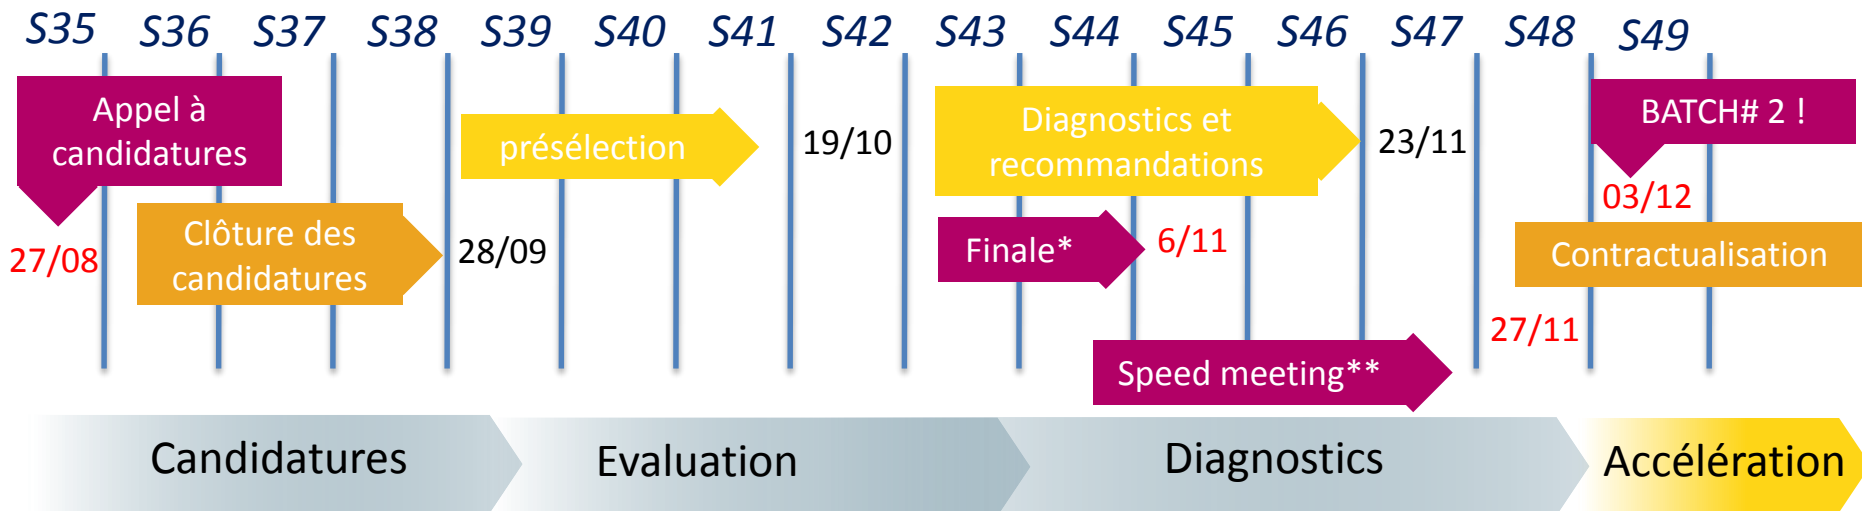 S35 S36 S37 S38 S39 S40 S41 S42 S43 S44 S45 S46 S47 S48 S49
Appel à
candidatures
27/08
Clôture des
candidatures
28/09
présélection
19/10
Diagnostics et
recommandations
23/11
Finale*
6/11
Speed meeting**
27/11
BATCH# 2 !
03/12
Contractualisation
Candidatures
Evaluation
Diagnostics
Accélération